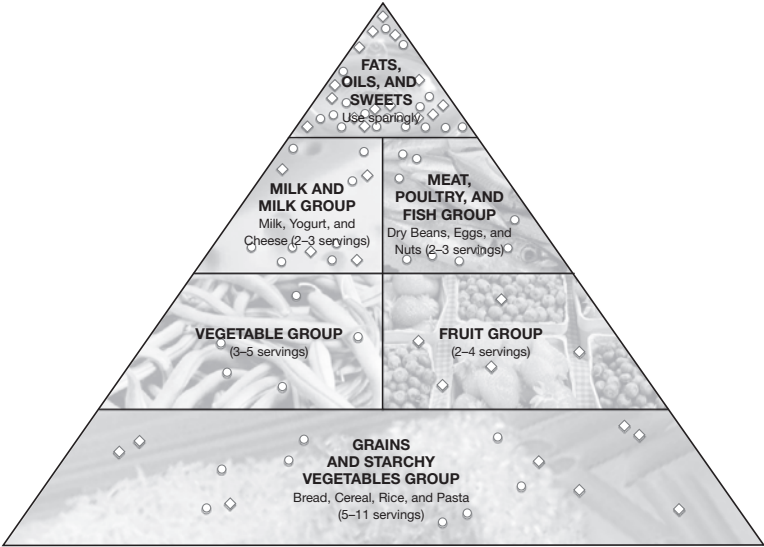 FATS,
OILS, AND
SWEETS
Use sparingly
MILK AND
MILK GROUP
Milk, Yogurt, and
Cheese (2–3 servings)
MEAT,
POULTRY, AND
FISH GROUP
Dry Beans, Eggs, and
Nuts (2–3 servings)
VEGETABLE GROUP
(3–5 servings)
FRUIT GROUP
(2–4 servings)
GRAINS
AND STARCHY
VEGETABLES GROUP
Bread, Cereal, Rice, and Pasta
(5–11 servings)